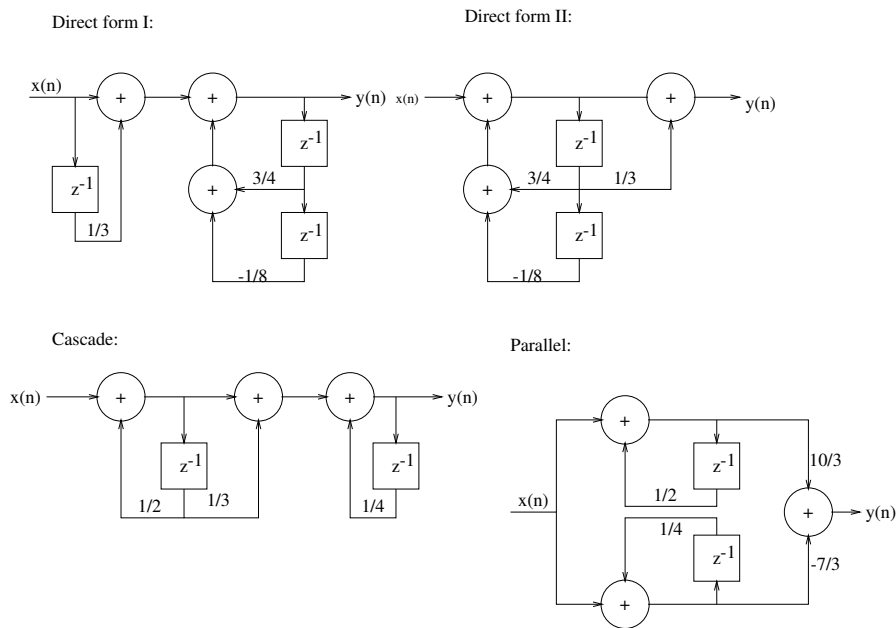 Direct form I:
Direct form II:
x(n)
+
+
y(n)
x(n)
+
+
y(n)
z-1
z-1
z-1
+
3/4
+
3/4
1/3
z-1
z-1
1/3
-1/8
-1/8
Cascade:
Parallel:
x(n)
+
+
+
y(n)
z-1
z-1
1/2
1/3
1/4
+
z-1
10/3
1/2
x(n)
+
y(n)
1/4
z-1
-7/3
+